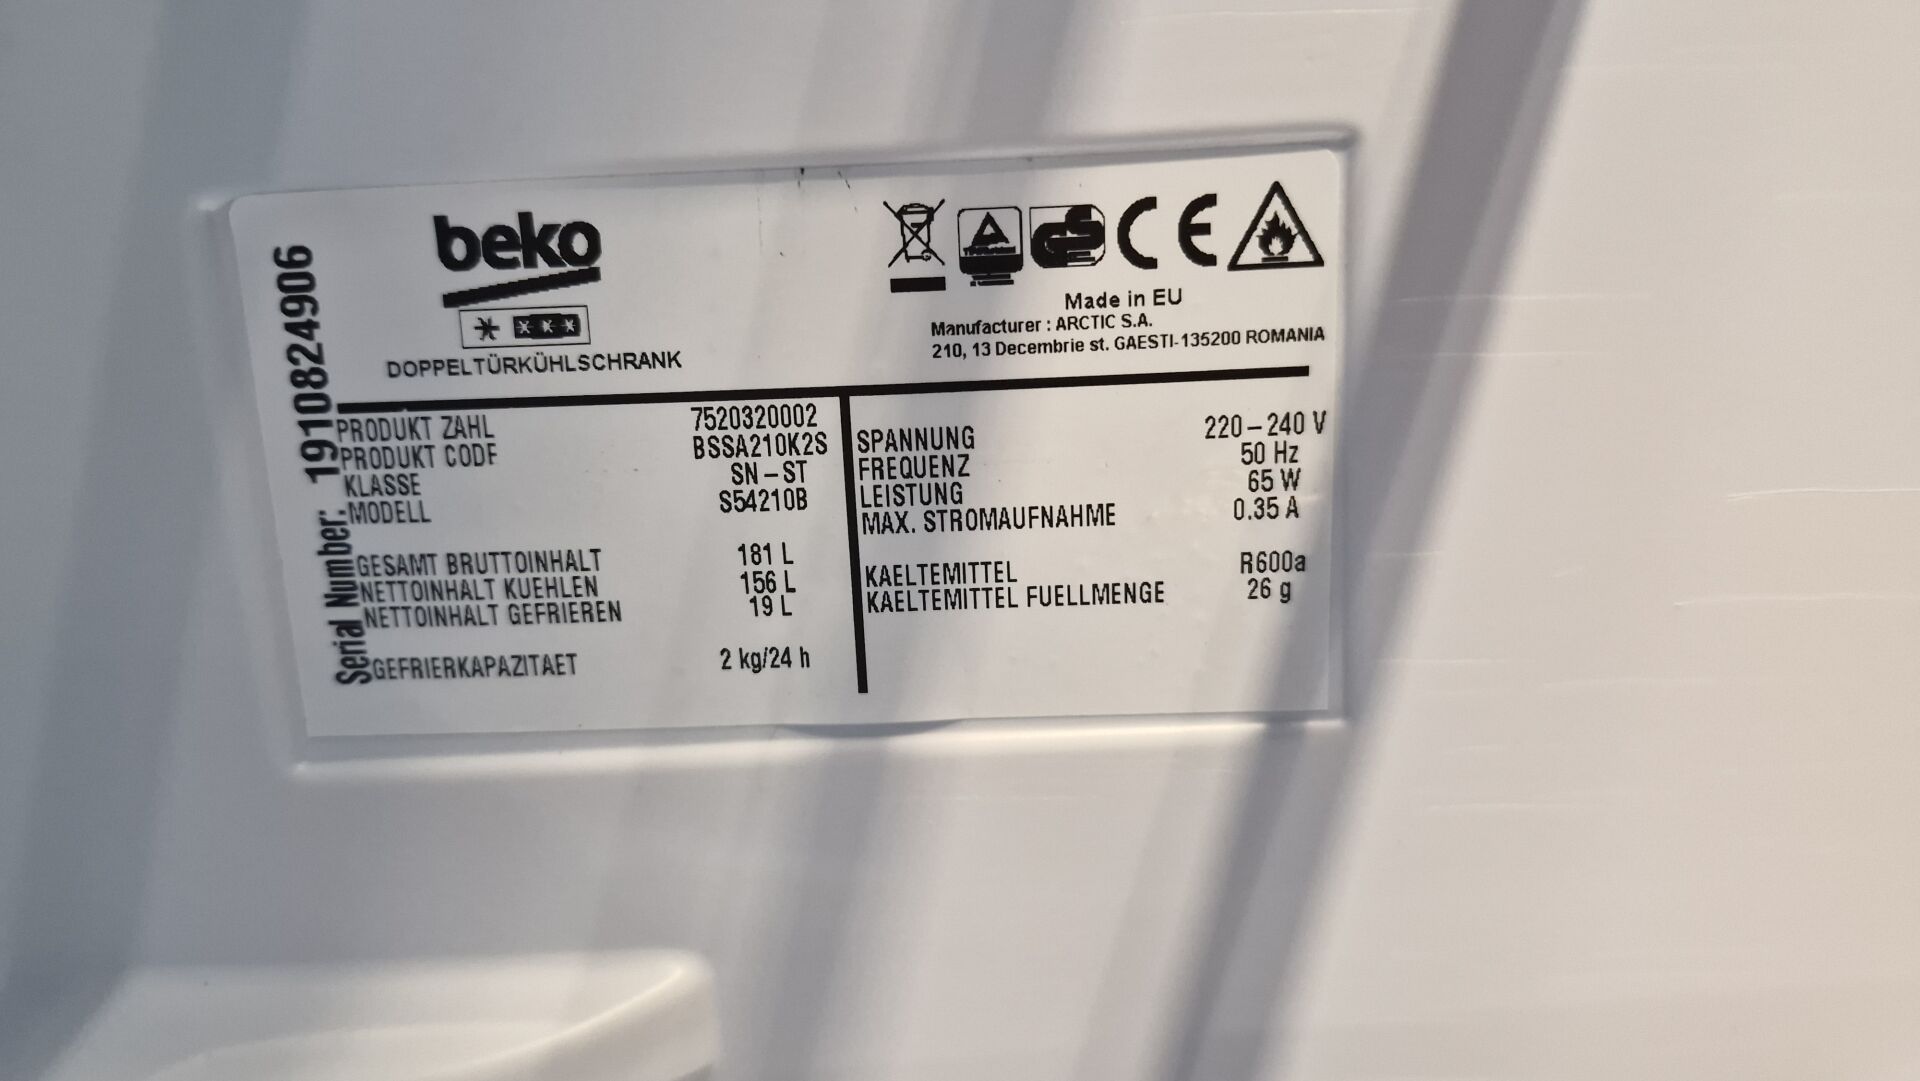 Serial Number: 1910824906
beko
DOPPELTÜRKÜHLSCHRANK
CE
Made in EU
Manufacturer : ARCTIC S.A.
210, 13 Decembrie st. GAESTI-135200 ROMANIA
PRODUKT ZAHL 7520320002
PRODUKT CODE BSSA210K2S
KLASSE SN-ST
MODELL S54210B
GESAMT BRUTTOINHALT 181 L
NETTOINHALT KUEHLEN 156 L
NETTOINHALT GEFRIEREN 19 L
GEFRIERKAPAZITAET 2 kg/24 h
SPANNUNG 220-240 V
FREQUENZ 50 Hz
LEISTUNG 65 W
MAX. STROMAUFNAHME 0.35 A
KAELTEMITTEL R600a
KAELTEMITTEL FUELLMENGE 26 g